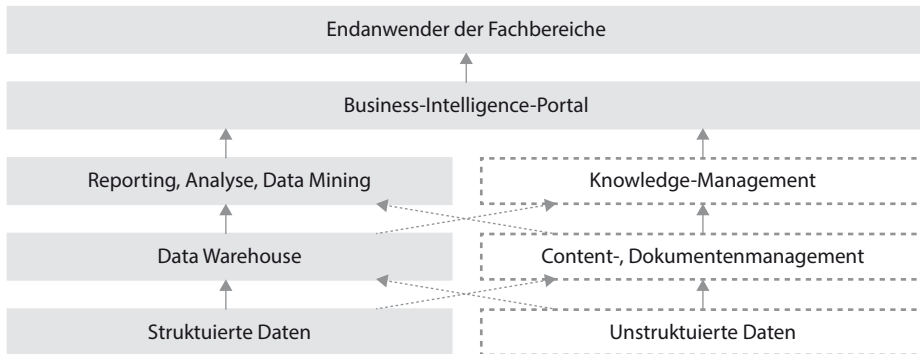 Endanwender der Fachbereiche
Business-Intelligence-Portal
Reporting, Analyse, Data Mining
Knowledge-Management
Data Warehouse
Content-, Dokumentenmanagement
Struktuierte Daten
Unstruktuierte Daten